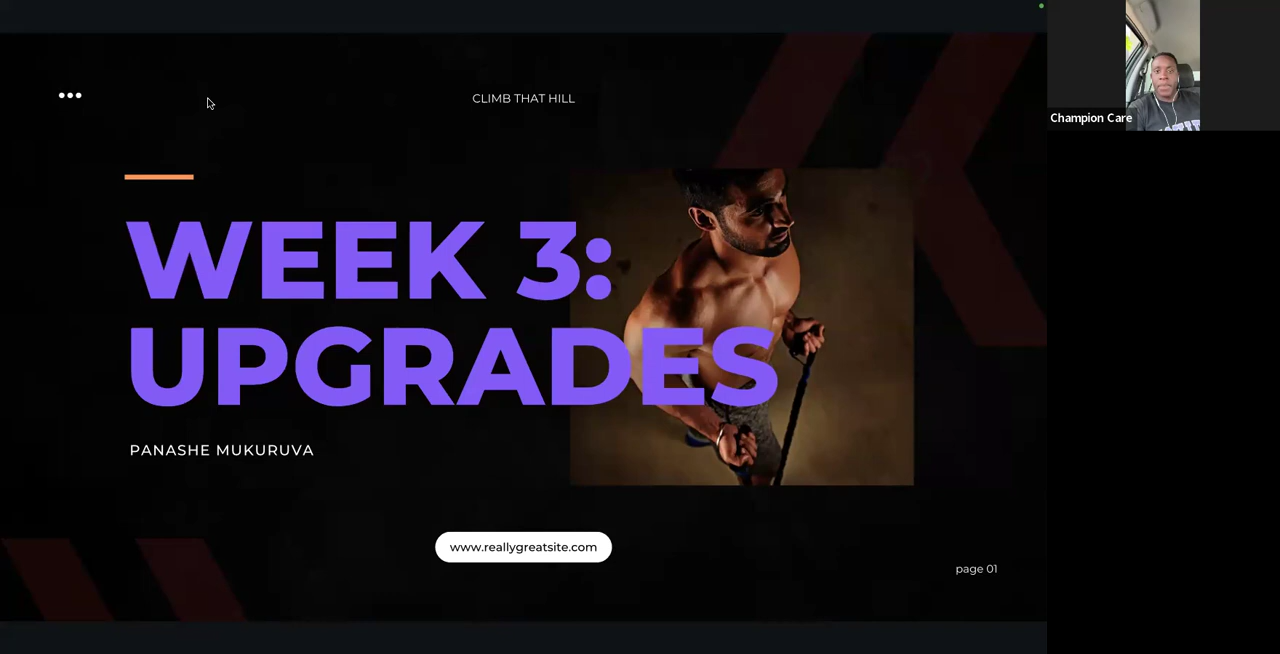 CLIMB THAT HILL
WEEK 3:
UPGRADES
PANASHE MUKURUVA
www.reallygreatsite.com
page 01
Champion Care